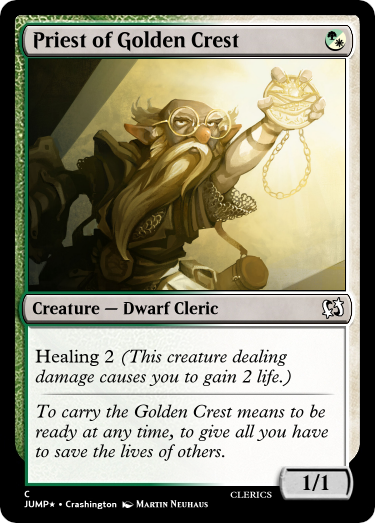 Priest of Golden Crest
Creature — Dwarf Cleric
Healing 2 (This creature dealing
damage causes you to gain 2 life.)
To carry the Golden Crest means to be
ready at any time, to give all you have
to save the lives of others.
1/1
C
JUMP★ • Crashington Martin Neuhaus
CLERICS